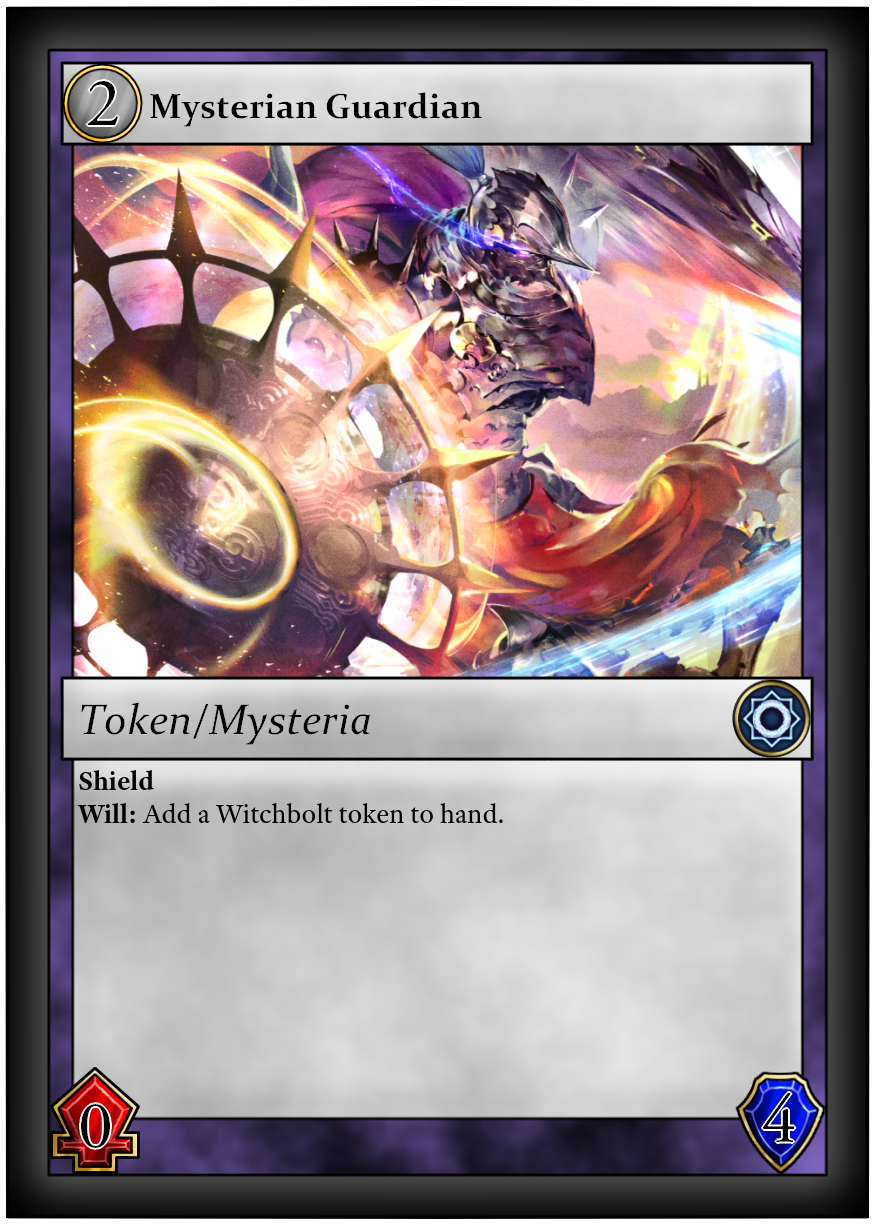 2 Mysterian Guardian
Token/Mysteria
Shield
Will: Add a Witchbolt token to hand.
0 4